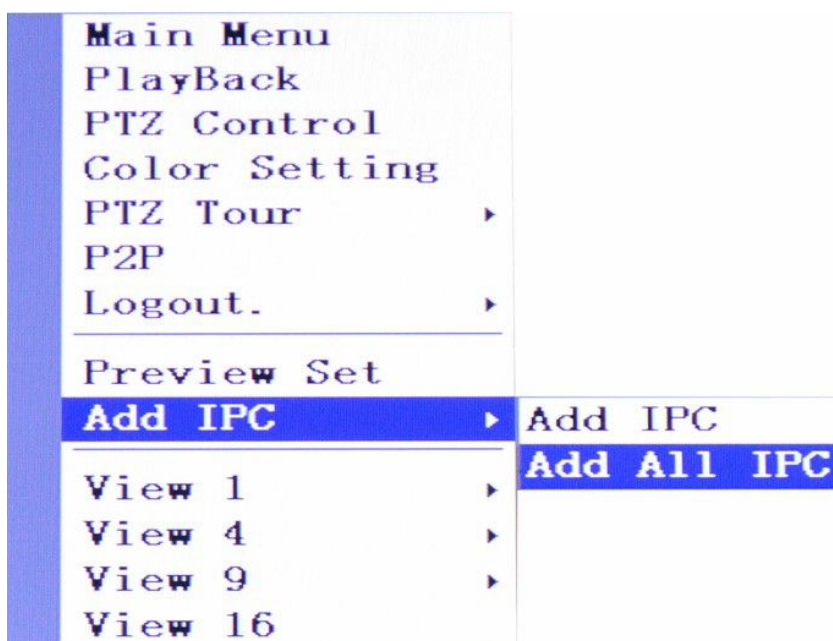 Main Menu
PlayBack
PTZ Control
Color Setting
PTZ Tour
P2P
Logout.
Preview Set
Add IPC
Add IPC
Add All IPC
View 1
View 4
View 9
View 16